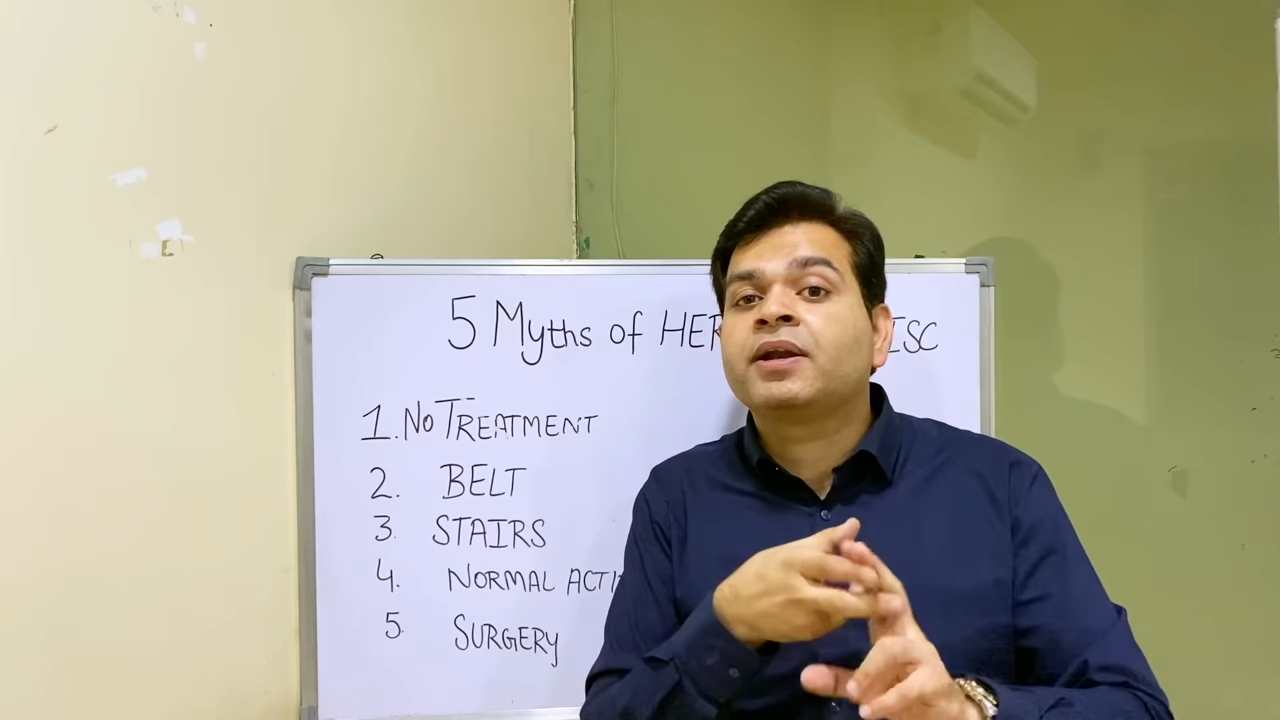 5 Myths of HER ISC
1. NO TREATMENT
2. BELT
3. STAIRS
4. NORMAL ACTI
5. SURGERY